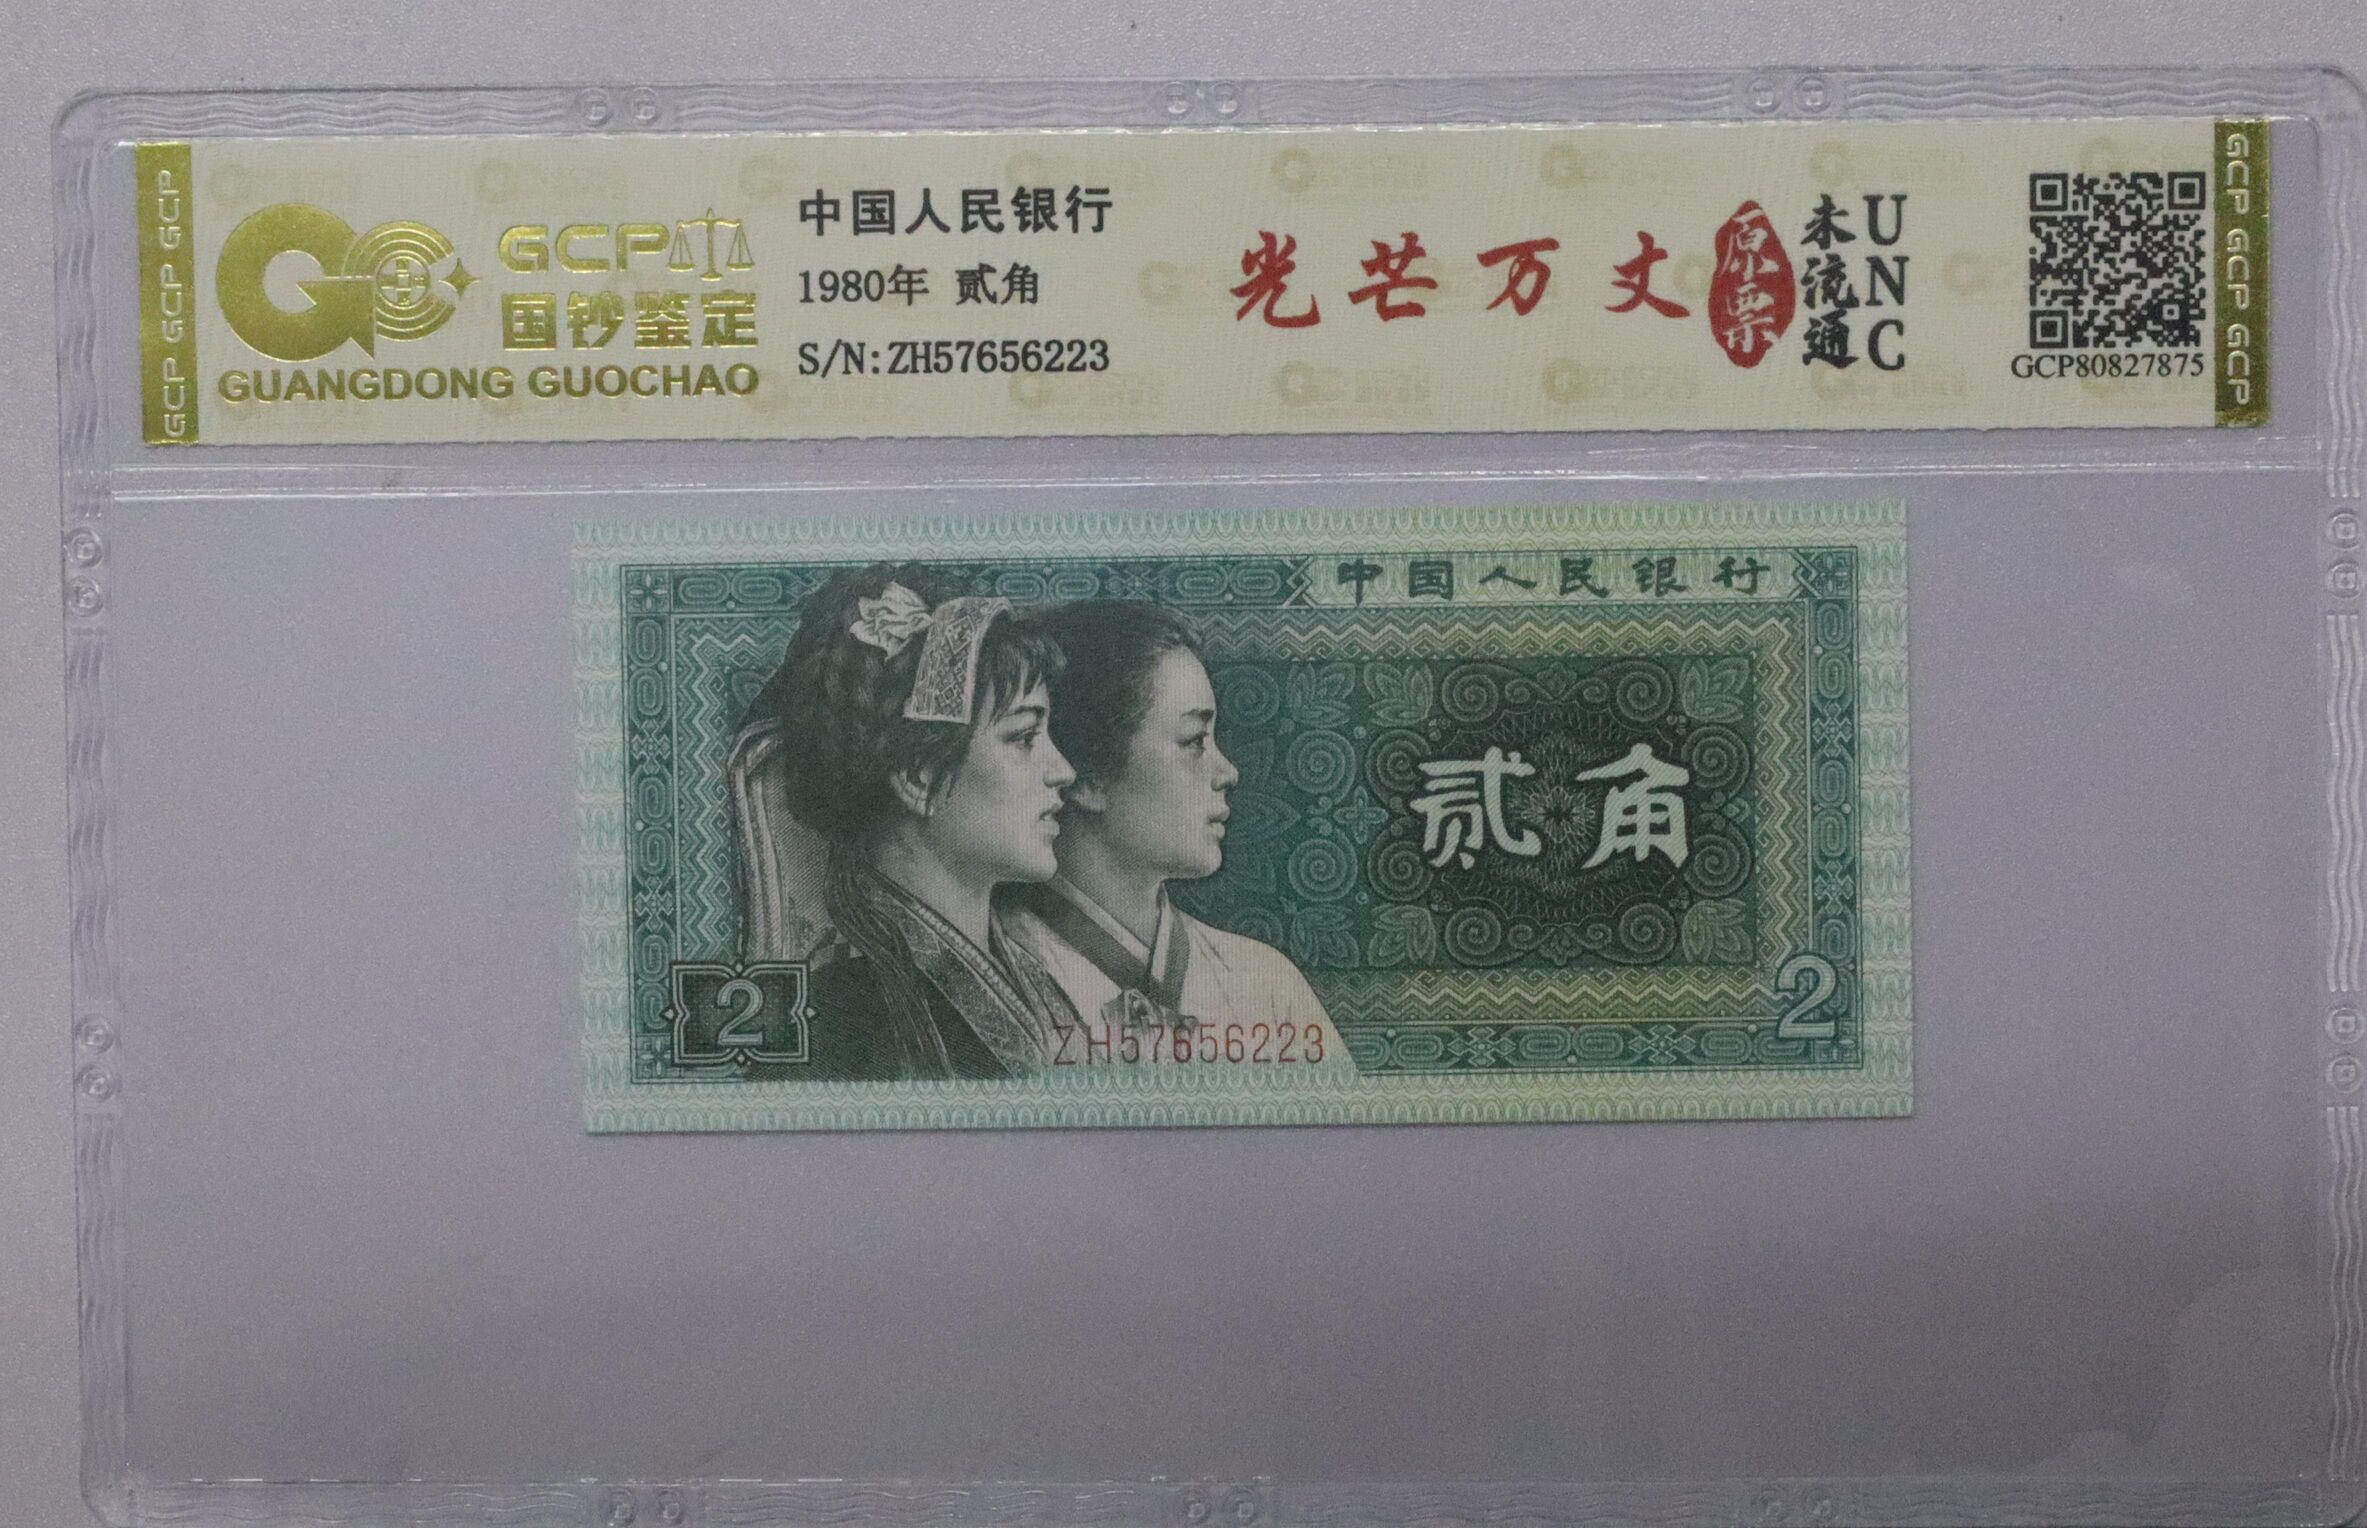 GCP GCP GCP
GCP
国钞鉴定
GUANGDONG GUOCHAO
中国人民银行
1980年 贰角
S/N:ZH57656223
光芒万丈
原票
未流通
UNC
GCP80827875
GCP GCP GCP
中国人民银行
贰角
2
2
ZH57656223